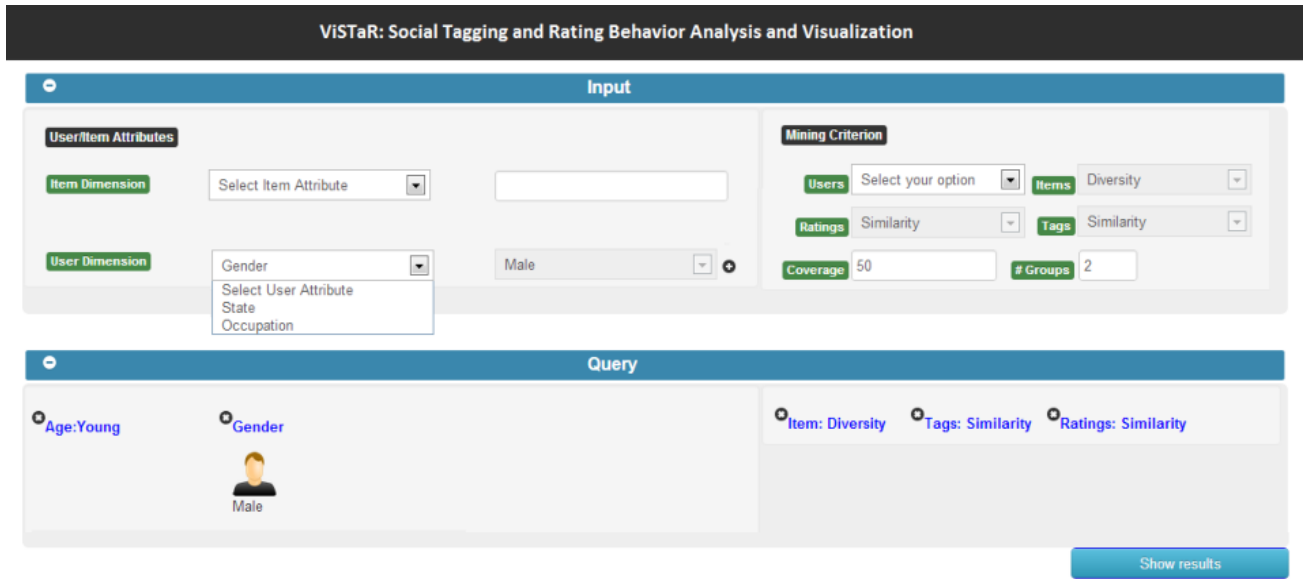 ViSTaR: Social Tagging and Rating Behavior Analysis and Visualization
Input
User/Item Attributes
Mining Criterion
Item Dimension Select Item Attribute
Users Select your option Items Diversity
Ratings Similarity Tags Similarity
User Dimension Gender Male
Coverage 50 # Groups 2
Select User Attribute
State
Occupation
Query
Age:Young Gender
Item: Diversity Tags: Similarity Ratings: Similarity
Male
Show results